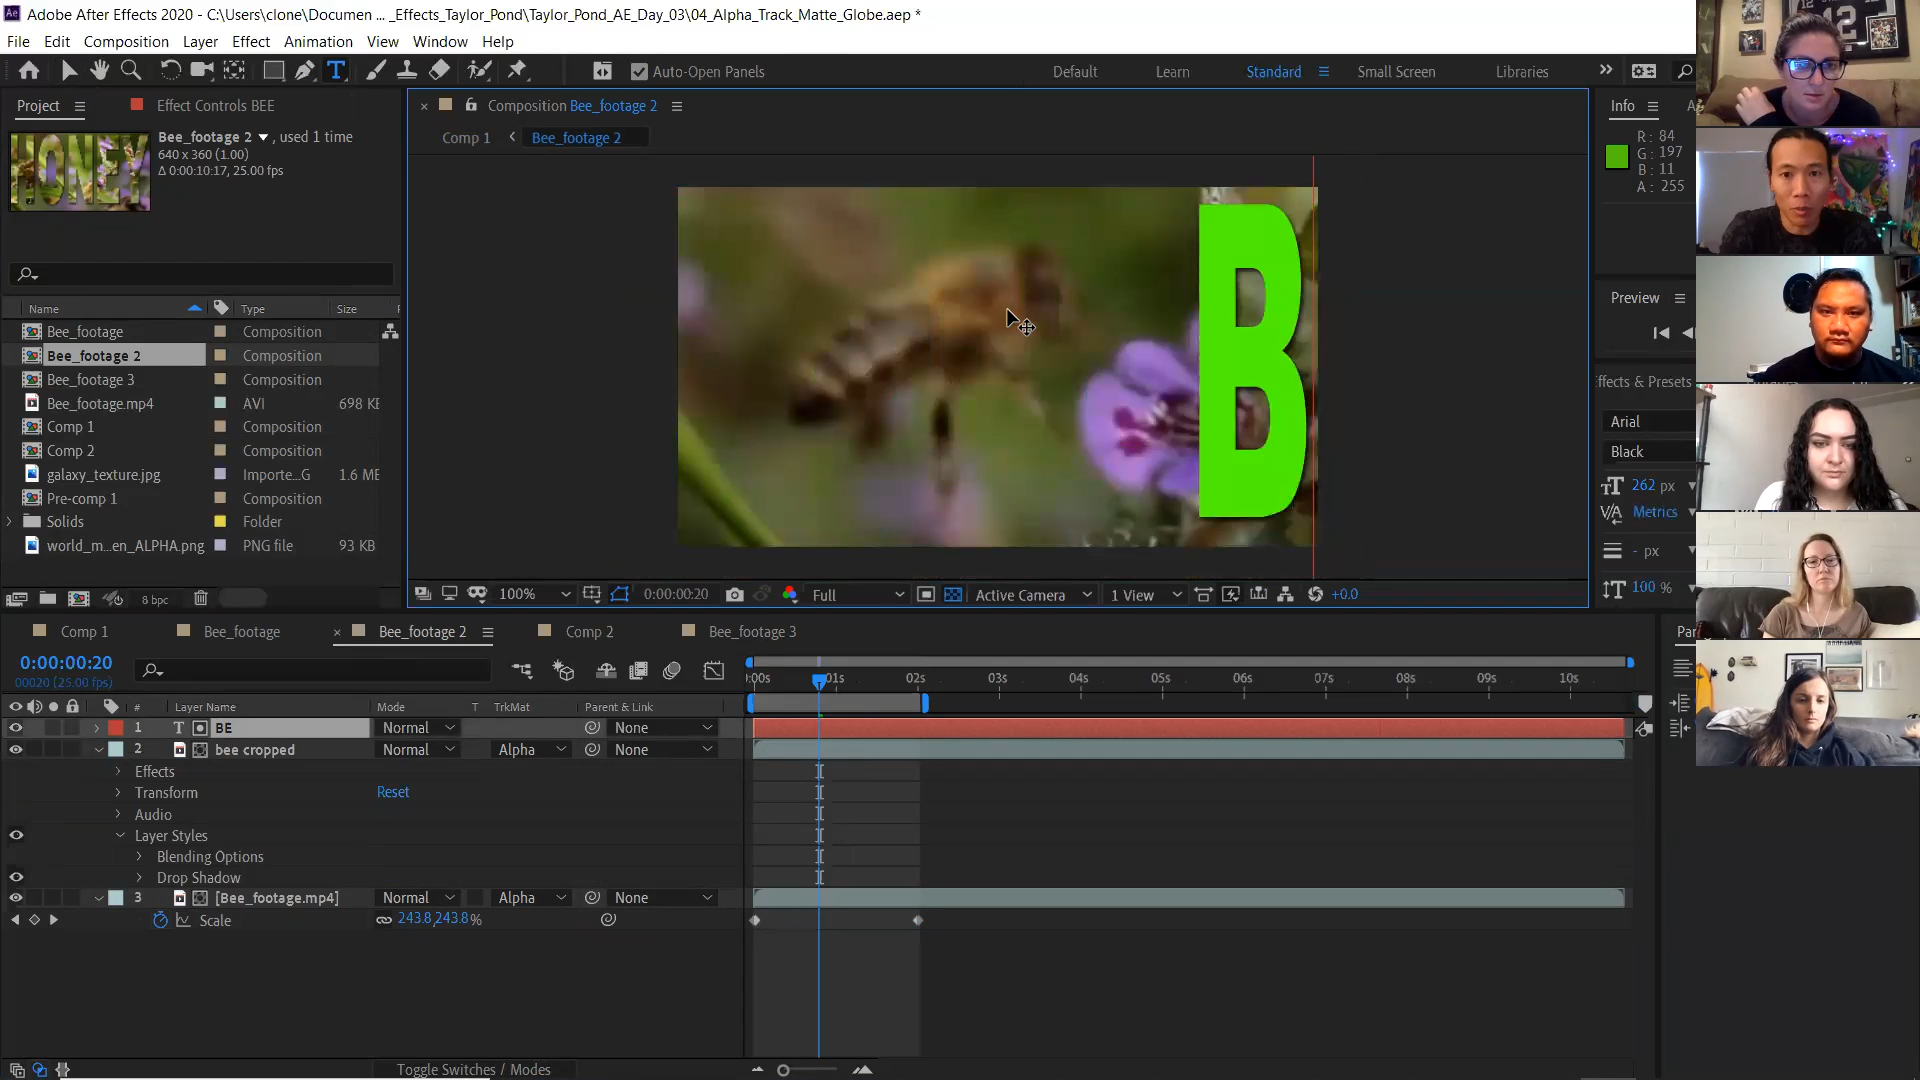 Adobe After Effects 2020 - C:\Users\clone\Documen ... _Effects_Taylor_Pond\Taylor_Pond_AE_Day_03\04_Alpha_Track_Matte_Globe.aep *
File Edit Composition Layer Effect Animation View Window Help
Auto-Open Panels Default Learn Standard Small Screen Libraries
Project Effect Controls BEE Composition Bee_footage 2 Info
Bee_footage 2 , used 1 time
640 x 360 (1.00)
Δ 0:00:10:17, 25.00 fps
Comp 1 Bee_footage 2
HONEY
R : 84
G : 197
B : 11
A : 255
B
Name Type Size
Bee_footage Composition
Bee_footage 2 Composition
Bee_footage 3 Composition
Bee_footage.mp4 AVI 698 KE
Comp 1 Composition
Comp 2 Composition
galaxy_texture.jpg Importe...G 1.6 ME
Pre-comp 1 Composition
Solids Folder
world_m...en_ALPHA.png PNG file 93 KB
8 bpc
Preview
ffects & Presets
Arial
Black
262 px
Metrics
- px
100 %
100% 0:00:00:20 Full Active Camera 1 View +0.0
Comp 1 Bee_footage Bee_footage 2 Comp 2 Bee_footage 3
0:00:00:20
00020 (25.00 fps)
:00s 01s 02s 03s 04s 05s 06s 07s 08s 09s 10s
# Layer Name Mode T TrkMat Parent & Link
1 T BE Normal None
2 bee cropped Normal Alpha None
Effects
Transform Reset
Audio
Layer Styles
Blending Options
Drop Shadow
3 [Bee_footage.mp4] Normal Alpha None
Scale 243.8,243.8%
Toggle Switches / Modes
Par
12